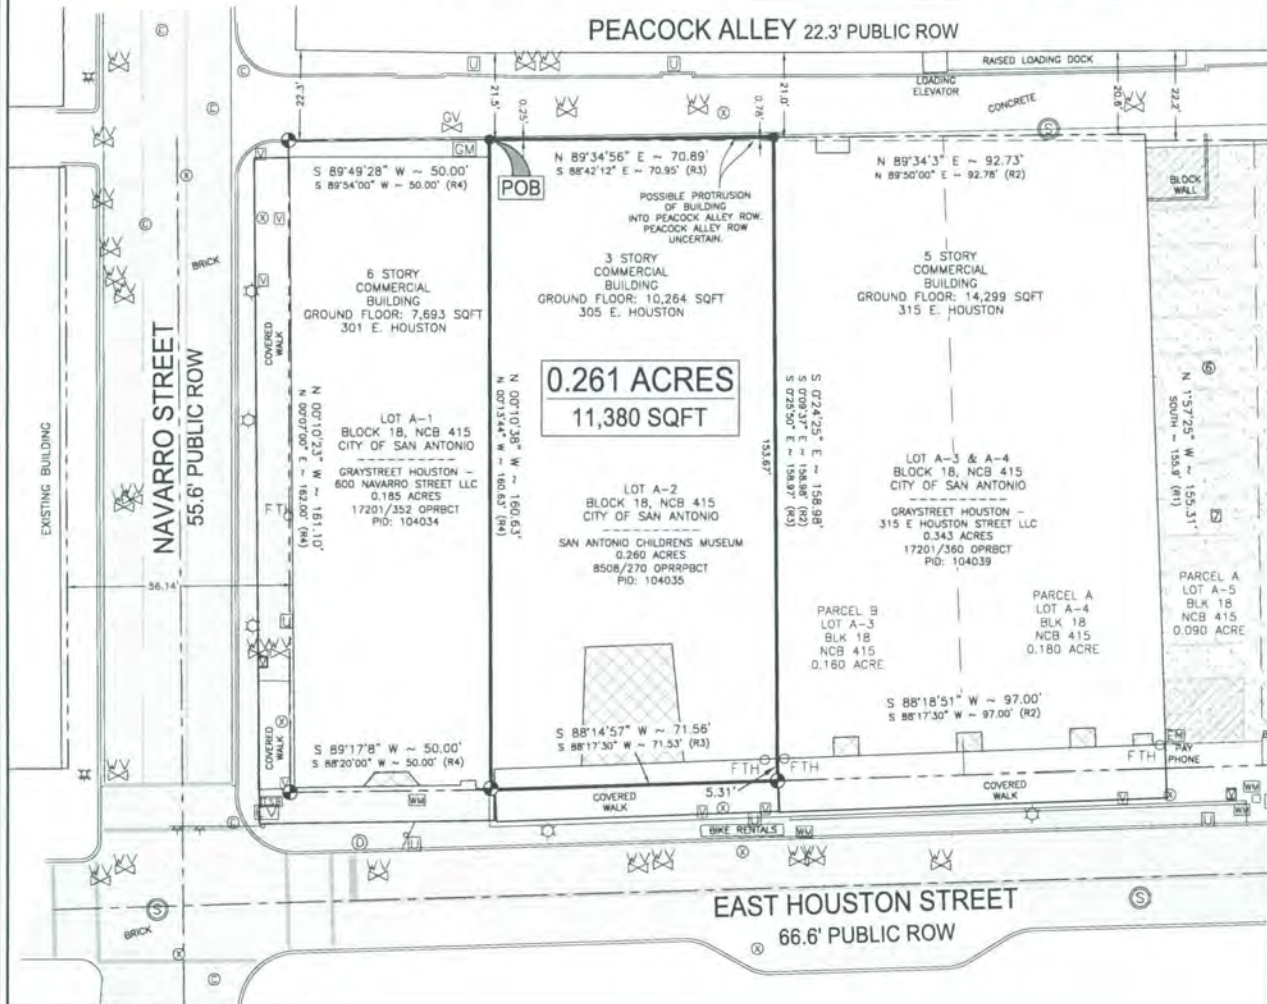 PEACOCK ALLEY 22.3' PUBLIC ROW
RAISED LOADING DOCK
LOADING
ELEVATOR
CONCRETE
22.3'
21.5'
0.25'
0.78'
21.0'
20.6'
22.2'
GV
GM
POB
S 89°49'28" W ~ 50.00'
S 89°54'00" W ~ 50.00' (R4)
N 89°34'56" E ~ 70.89'
S 88°42'12" E ~ 70.95' (R3)
N 89°34'3" E ~ 92.73'
N 89°50'00" E ~ 92.78' (R2)
BLOCK
WALL
POSSIBLE PROTRUSION
OF BUILDING
INTO PEACOCK ALLEY ROW.
PEACOCK ALLEY ROW
UNCERTAIN.
BRICK
6 STORY
COMMERCIAL
BUILDING
GROUND FLOOR: 7,693 SQFT
301 E. HOUSTON
3 STORY
COMMERCIAL
BUILDING
GROUND FLOOR: 10,264 SQFT
305 E. HOUSTON
5 STORY
COMMERCIAL
BUILDING
GROUND FLOOR: 14,299 SQFT
315 E. HOUSTON
COVERED
WALK
NAVARRO STREET
55.6' PUBLIC ROW
EXISTING BUILDING
56.14'
0.261 ACRES
11,380 SQFT
N 00°10'23" W ~ 161.10'
N 00°07'00" E ~ 162.00' (R4)
N 00°10'38" W ~ 160.63'
N 00°13'44" W ~ 160.63' (R4)
S 0°24'25" E ~ 158.98'
S 0°09'37" E ~ 158.98' (R2)
S 0°25'50" E ~ 158.97' (R3)
153.67'
N 1°57'25" W ~ 155.31'
SOUTH ~ 155.9' (R1)
6
7
LOT A-1
BLOCK 18, NCB 415
CITY OF SAN ANTONIO
GRAYSTREET HOUSTON -
600 NAVARRO STREET LLC
0.185 ACRES
17201/352 OPRBCT
PID: 104034
LOT A-2
BLOCK 18, NCB 415
CITY OF SAN ANTONIO
SAN ANTONIO CHILDRENS MUSEUM
0.260 ACRES
8508/270 OPRRPBCT
PID: 104035
LOT A-3 & A-4
BLOCK 18, NCB 415
CITY OF SAN ANTONIO
GRAYSTREET HOUSTON -
315 E HOUSTON STREET LLC
0.343 ACRES
17201/360 OPRBCT
PID: 104039
FTH
PARCEL B
LOT A-3
BLK 18
NCB 415
0.160 ACRE
PARCEL A
LOT A-4
BLK 18
NCB 415
0.180 ACRE
PARCEL A
LOT A-5
BLK 18
NCB 415
0.090 ACRE
S 89°17'8" W ~ 50.00'
S 88°20'00" W ~ 50.00' (R4)
S 88°14'57" W ~ 71.56'
S 88°17'30" W ~ 71.53' (R3)
S 88°18'51" W ~ 97.00'
S 88°17'30" W ~ 97.00' (R2)
COVERED
WALK
FTH
FTH
FTH
EM
PAY
PHONE
5.31'
COVERED
WALK
COVERED
WALK
WM
BIKE RENTALS
WM
WM
WM
EAST HOUSTON STREET
66.6' PUBLIC ROW
BRICK